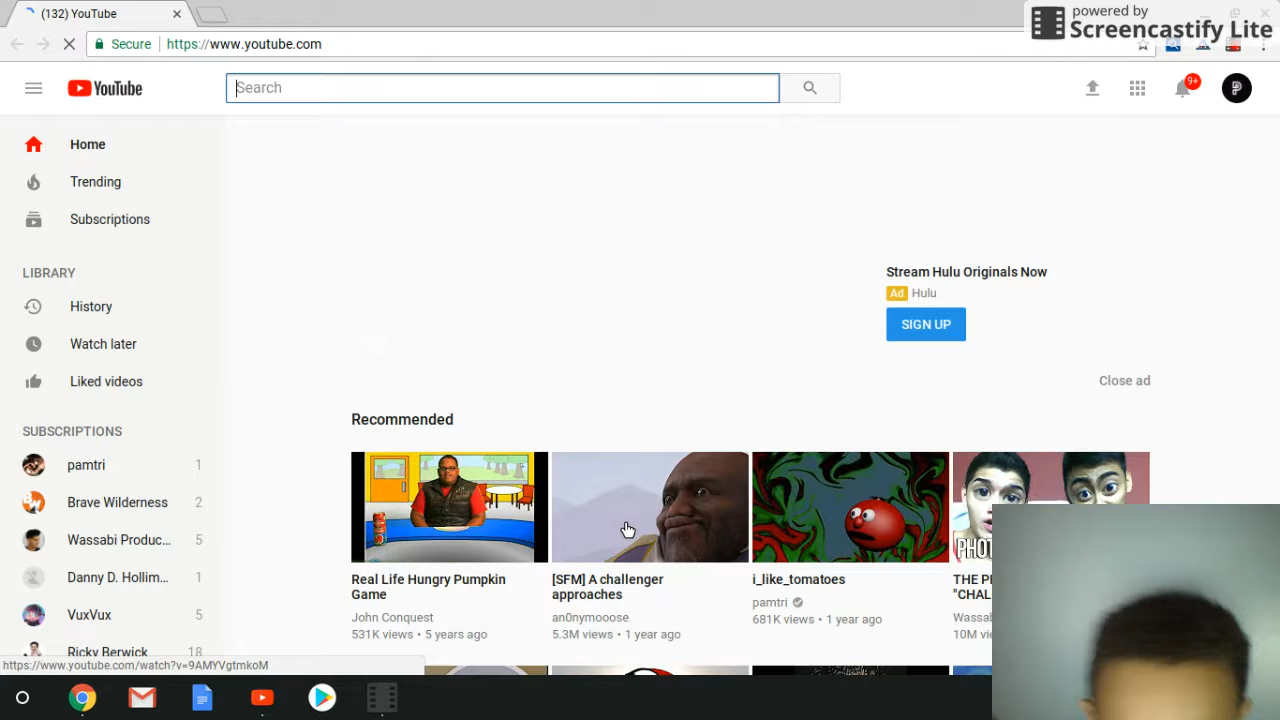 (132) YouTube
powered by
Screencastify Lite
Secure
https://www.youtube.com
YouTube
Search
9+
Home
Trending
Subscriptions
LIBRARY
History
Watch later
Liked videos
SUBSCRIPTIONS
pamtri 1
Brave Wilderness 2
Wassabi Produc... 5
Danny D. Hollim... 1
VuxVux 5
Ricky Berwick 18
Stream Hulu Originals Now
Ad Hulu
SIGN UP
Close ad
Recommended
Real Life Hungry Pumpkin
Game
John Conquest
531K views • 5 years ago
[SFM] A challenger
approaches
an0nymooose
5.3M views • 1 year ago
i_like_tomatoes
pamtri
681K views • 1 year ago
PHOT
THE P
"CHAL
Wassa
10M vi
https://www.youtube.com/watch?v=9AMYVgtmkoM